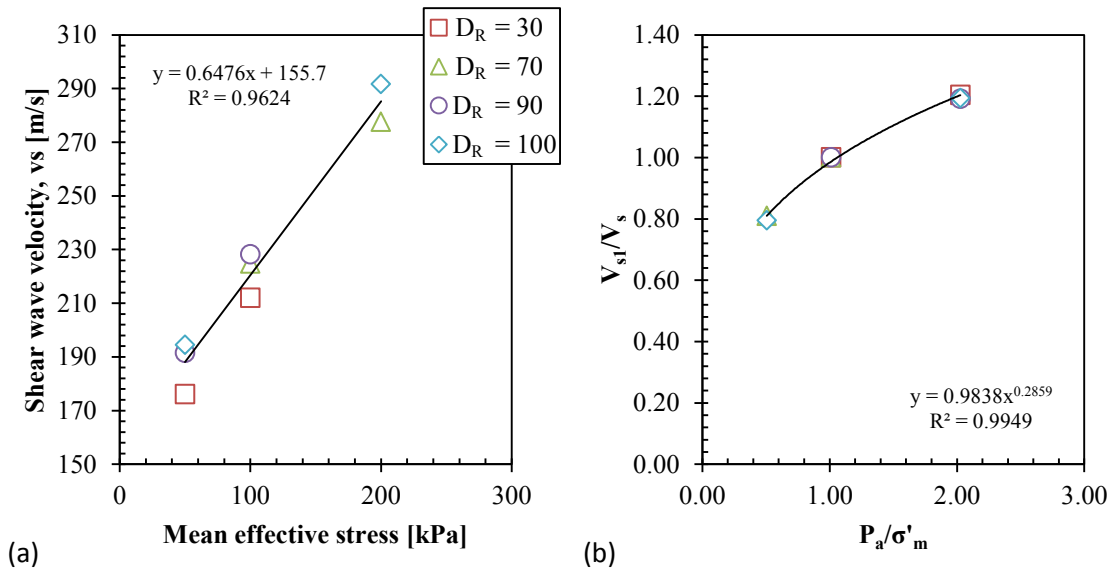 310
290
270
250
230
210
190
170
150
0
100
200
300
Shear wave velocity, vs [m/s]
Mean effective stress [kPa]
y = 0.6476x + 155.7
R² = 0.9624
D_R = 30
D_R = 70
D_R = 90
D_R = 100
(a)
1.40
1.20
1.00
0.80
0.60
0.40
0.20
0.00
0.00
1.00
2.00
3.00
V_s1/V_s
P_a/σ'_m
y = 0.9838x^0.2859
R² = 0.9949
(b)